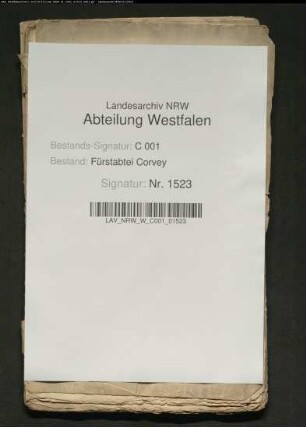 Landesarchiv NRW
Abteilung Westfalen
Bestands-Signatur: C 001
Bestand: Fürstabtei Corvey
Signatur: Nr. 1523
LAV_NRW_W_C001_01523